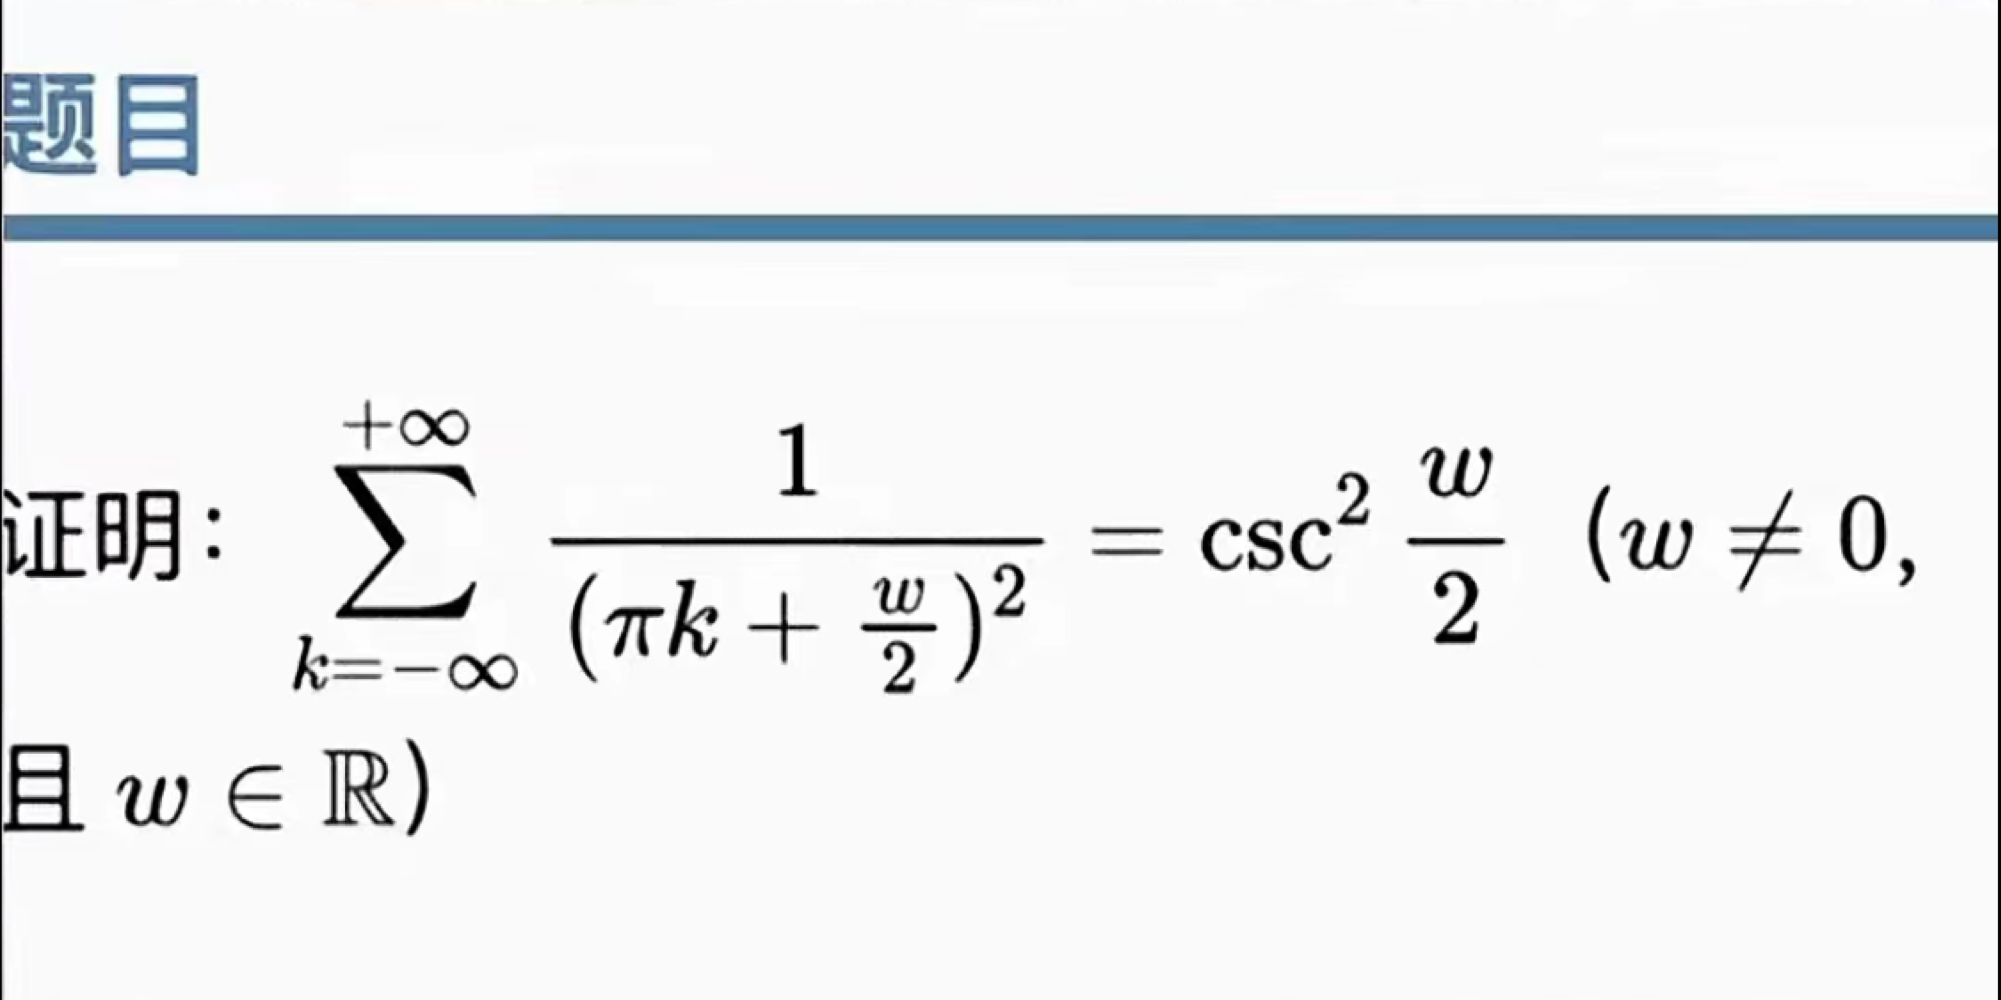 题目
证明： $\sum_{k=-\infty}^{+\infty} \frac{1}{(\pi k + \frac{w}{2})^2} = \csc^2 \frac{w}{2}$ ($w \neq 0$,
且 $w \in \mathbb{R}$)